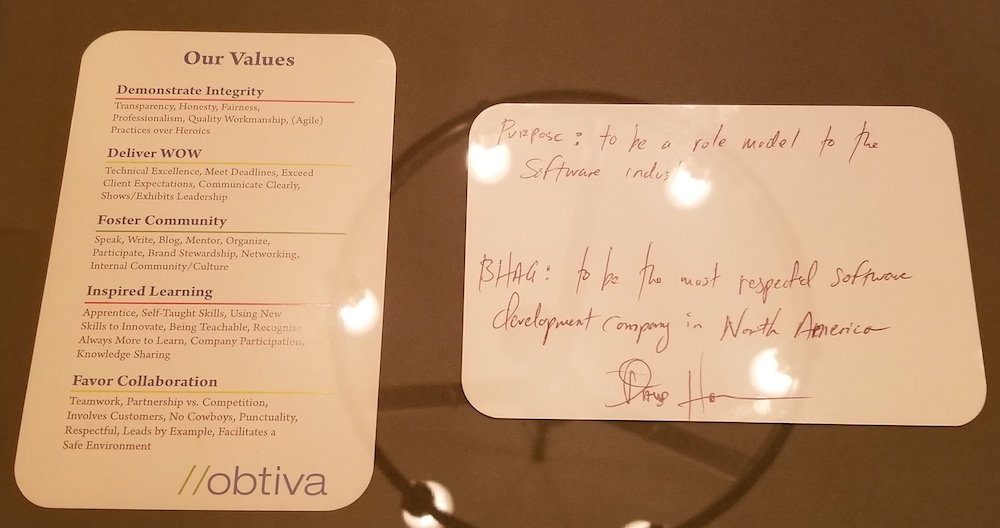 Our Values
Demonstrate Integrity
Transparency, Honesty, Fairness,
Professionalism, Quality Workmanship, (Agile)
Practices over Heroics
Deliver WOW
Technical Excellence, Meet Deadlines, Exceed
Client Expectations, Communicate Clearly,
Shows/Exhibits Leadership
Foster Community
Speak, Write, Blog, Mentor, Organize,
Participate, Brand Stewardship, Networking,
Internal Community/Culture
Inspired Learning
Apprentice, Self-Taught Skills, Using New
Skills to Innovate, Being Teachable, Recognize
Always More to Learn, Company Participation,
Knowledge Sharing
Favor Collaboration
Teamwork, Partnership vs. Competition,
Involves Customers, No Cowboys, Punctuality,
Respectful, Leads by Example, Facilitates a
Safe Environment
//obtiva
Purpose: to be a role model to the
Software
BHAG: to be the most respected software
development company in North America